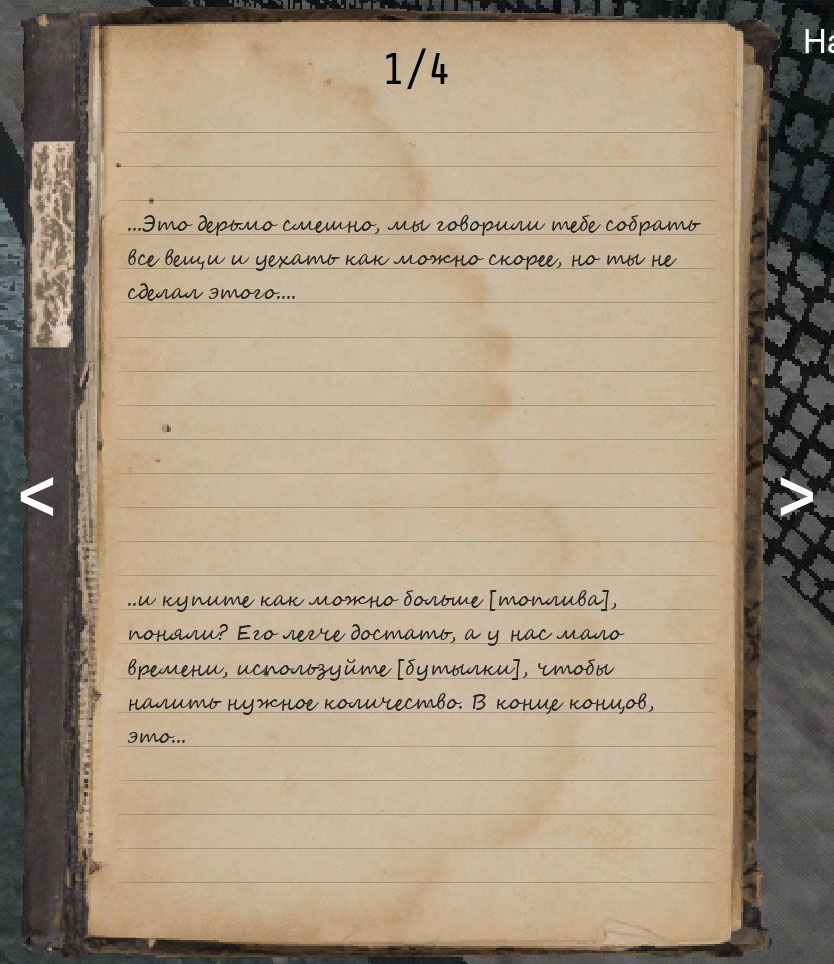 1/4
На
...Это дерьмо смешно, мы говорили тебе собрать
все вещи и уехать как можно скорее, но ты не
сделал этого....
<
>
..и купите как можно больше [топлива],
поняли? Его легче достать, а у нас мало
времени, используйте [бутылки], чтобы
налить нужное количество. В конце концов,
это...